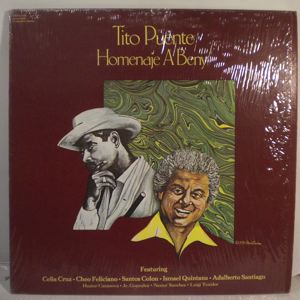 Tito Puente
Homenaje A Beny
Featuring
Celia Cruz • Cheo Feliciano • Santos Colon • Ismael Quintana • Adalberto Santiago
Hector Casanova • Jr. Gonzalez • Nestor Sanchez • Luigi Texidor